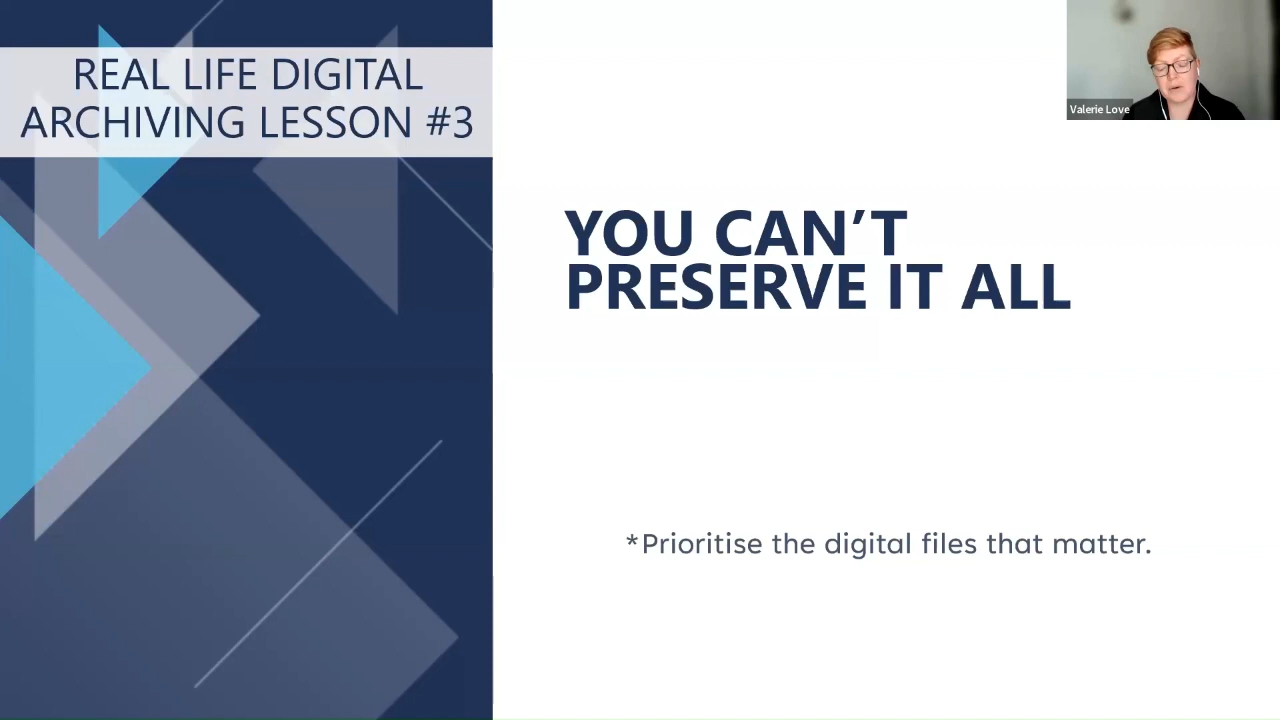 REAL LIFE DIGITAL
ARCHIVING LESSON #3
YOU CAN'T
PRESERVE IT ALL
*Prioritise the digital files that matter.
Valerie Love